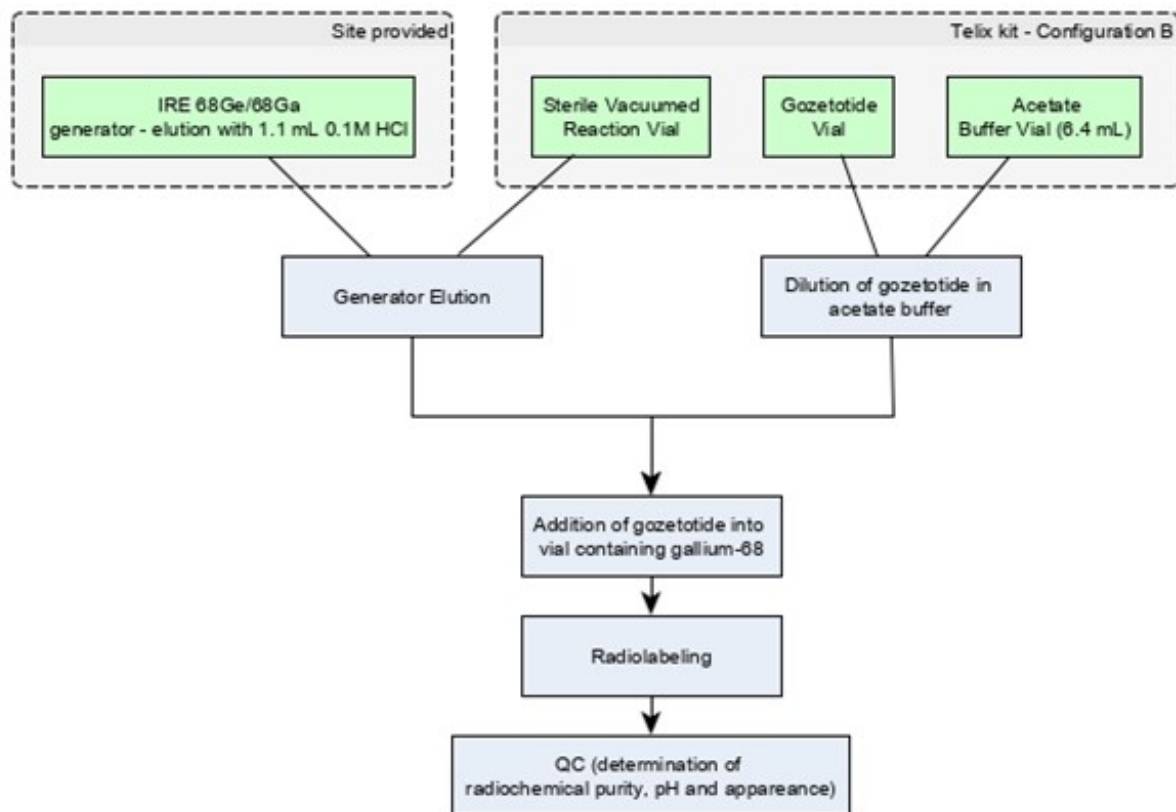 Site provided
Telix kit - Configuration B
IRE 68Ge/68Ga
generator - elution with 1.1 mL 0.1M HCl
Sterile Vacuumed
Reaction Vial
Gozetotide
Vial
Acetate
Buffer Vial (6.4 mL)
Generator Elution
Dilution of gozetotide in
acetate buffer
Addition of gozetotide into
vial containing gallium-68
Radiolabeling
QC (determination of
radiochemical purity, pH and appareance)